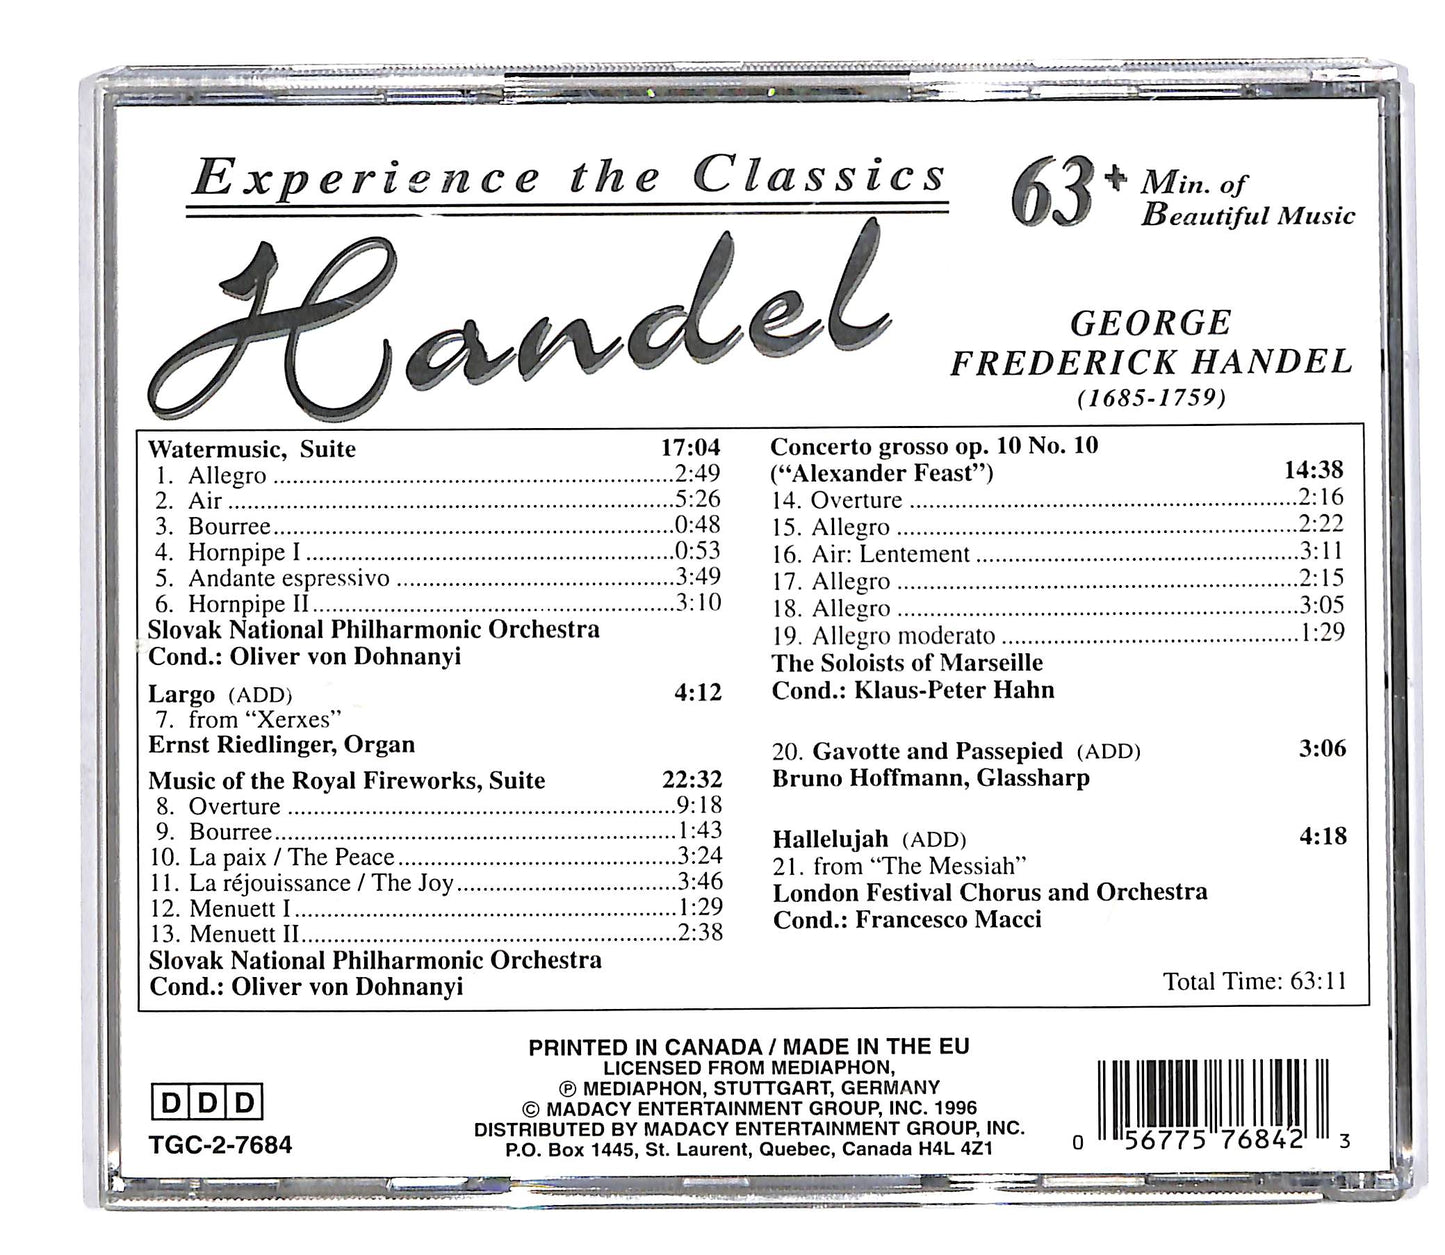 Experience the Classics
63+ Min. of
Beautiful Music
Handel
GEORGE
FREDERICK HANDEL
(1685-1759)
Watermusic, Suite 17:04
1. Allegro 2:49
2. Air 5:26
3. Bourree 0:48
4. Hornpipe I 0:53
5. Andante espressivo 3:49
6. Hornpipe II 3:10
Slovak National Philharmonic Orchestra
Cond.: Oliver von Dohnanyi
Largo (ADD) 4:12
7. from “Xerxes”
Ernst Riedlinger, Organ
Music of the Royal Fireworks, Suite 22:32
8. Overture 9:18
9. Bourree 1:43
10. La paix / The Peace 3:24
11. La réjouissance / The Joy 3:46
12. Menuett I 1:29
13. Menuett II 2:38
Slovak National Philharmonic Orchestra
Cond.: Oliver von Dohnanyi
Concerto grosso op. 10 No. 10
(“Alexander Feast”) 14:38
14. Overture 2:16
15. Allegro 2:22
16. Air: Lentement 3:11
17. Allegro 2:15
18. Allegro 3:05
19. Allegro moderato 1:29
The Soloists of Marseille
Cond.: Klaus-Peter Hahn
20. Gavotte and Passepied (ADD) 3:06
Bruno Hoffmann, Glassharp
Hallelujah (ADD) 4:18
21. from “The Messiah”
London Festival Chorus and Orchestra
Cond.: Francesco Macci
Total Time: 63:11
PRINTED IN CANADA / MADE IN THE EU
LICENSED FROM MEDIAPHON,
℗ MEDIAPHON, STUTTGART, GERMANY
© MADACY ENTERTAINMENT GROUP, INC. 1996
DISTRIBUTED BY MADACY ENTERTAINMENT GROUP, INC.
P.O. Box 1445, St. Laurent, Quebec, Canada H4L 4Z1
DDD
TGC-2-7684
0 56775 76842 3